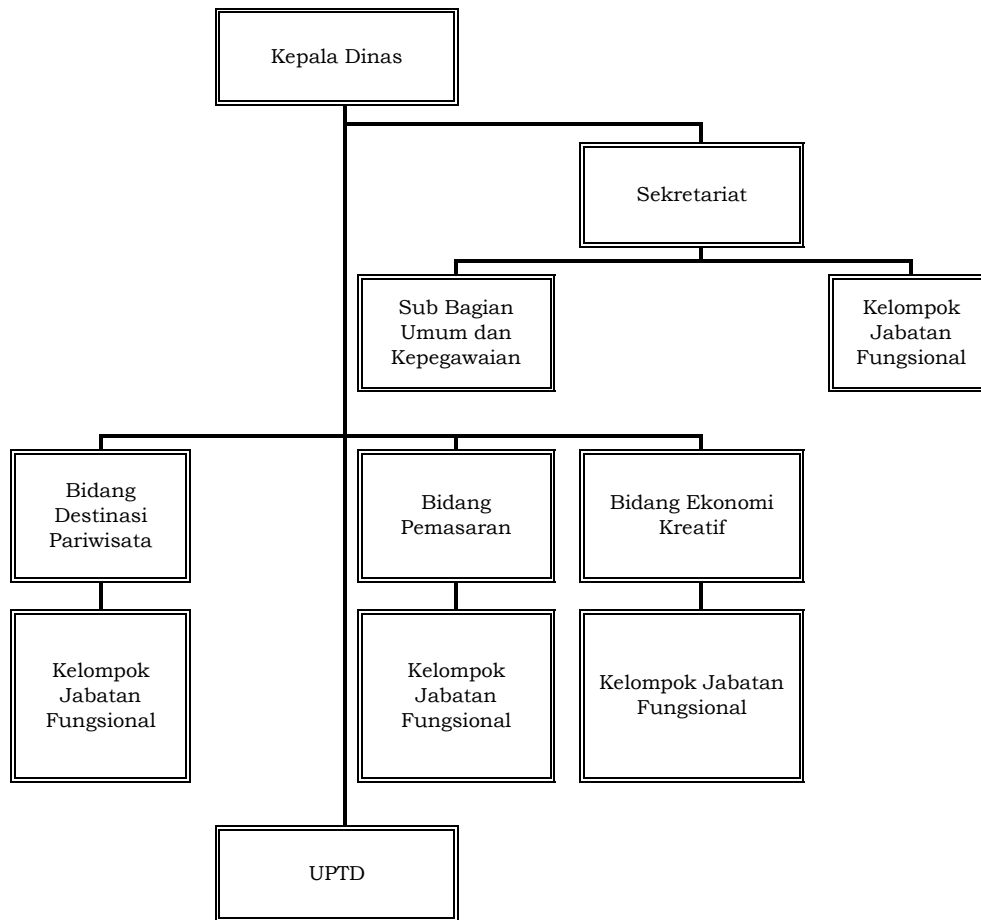 Kepala Dinas
Sekretariat
Sub Bagian
Umum dan
Kepegawaian
Kelompok
Jabatan
Fungsional
Bidang
Destinasi
Pariwisata
Bidang
Pemasaran
Bidang Ekonomi
Kreatif
Kelompok
Jabatan
Fungsional
Kelompok
Jabatan
Fungsional
Kelompok Jabatan
Fungsional
UPTD